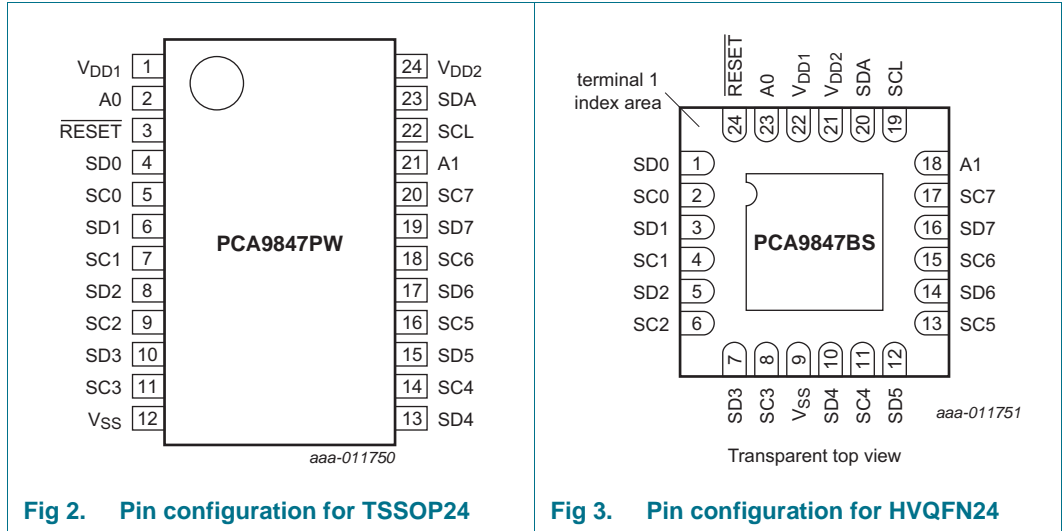 VDD1 1
A0 2
RESET 3
SD0 4
SC0 5
SD1 6
SC1 7
SD2 8
SC2 9
SD3 10
SC3 11
VSS 12
PCA9847PW
24 VDD2
23 SDA
22 SCL
21 A1
20 SC7
19 SD7
18 SC6
17 SD6
16 SC5
15 SD5
14 SC4
13 SD4
aaa-011750
Fig 2. Pin configuration for TSSOP24
terminal 1
index area
RESET A0 VDD1 VDD2 SDA SCL
24 23 22 21 20 19
SD0 1
SC0 2
SD1 3
SC1 4
SD2 5
SC2 6
PCA9847BS
18 A1
17 SC7
16 SD7
15 SC6
14 SD6
13 SC5
7 8 9 10 11 12
SD3 SC3 VSS SD4 SC4 SD5
aaa-011751
Transparent top view
Fig 3. Pin configuration for HVQFN24